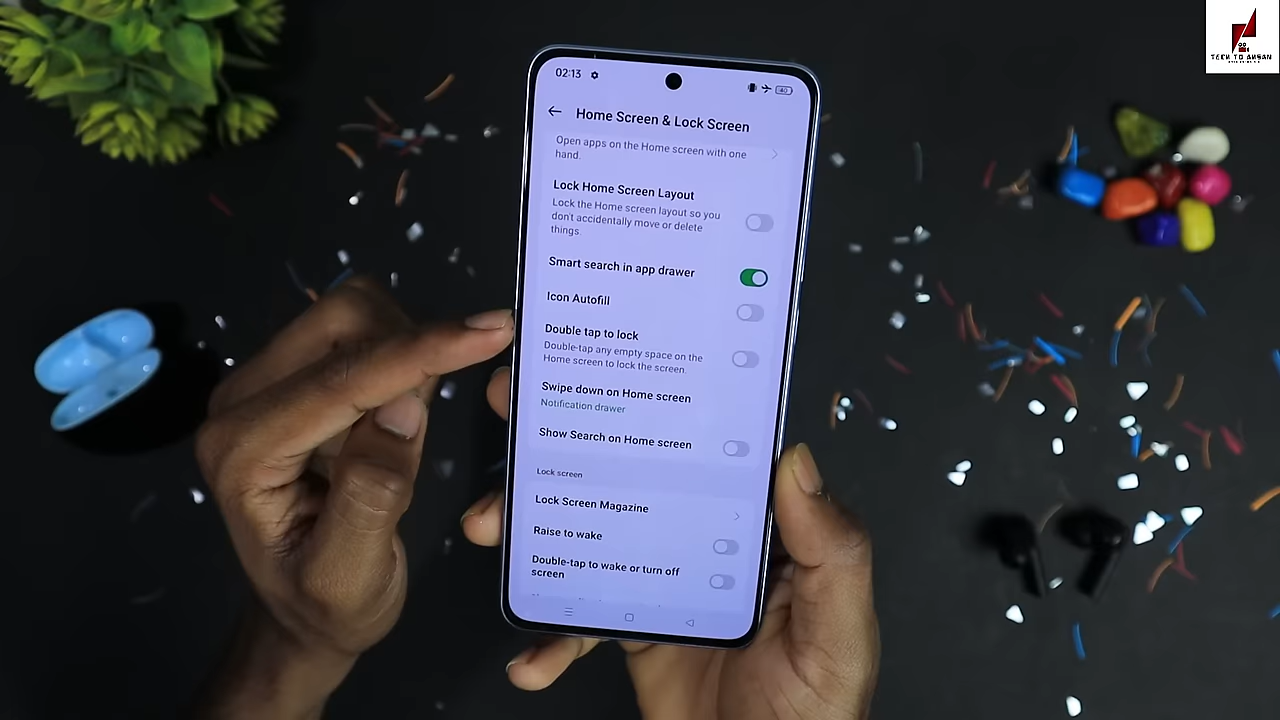 TECH TO AHSAN
02:13
40
Home Screen & Lock Screen
Open apps on the Home screen with one
hand.
Lock Home Screen Layout
Lock the Home screen layout so you
don't accidentally move or delete
things.
Smart search in app drawer
Icon Autofill
Double tap to lock
Double-tap any empty space on the
Home screen to lock the screen.
Swipe down on Home screen
Notification drawer
Show Search on Home screen
Lock screen
Lock Screen Magazine
Raise to wake
Double-tap to wake or turn off
screen